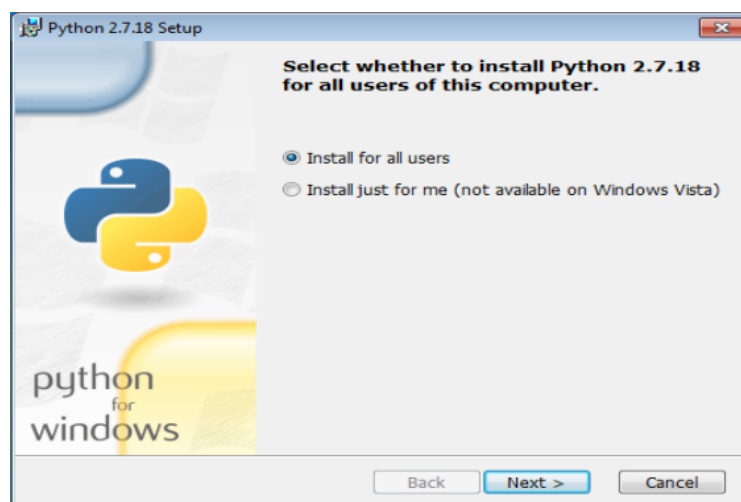 Python 2.7.18 Setup
Select whether to install Python 2.7.18
for all users of this computer.
Install for all users
Install just for me (not available on Windows Vista)
python
for
windows
Back
Next >
Cancel